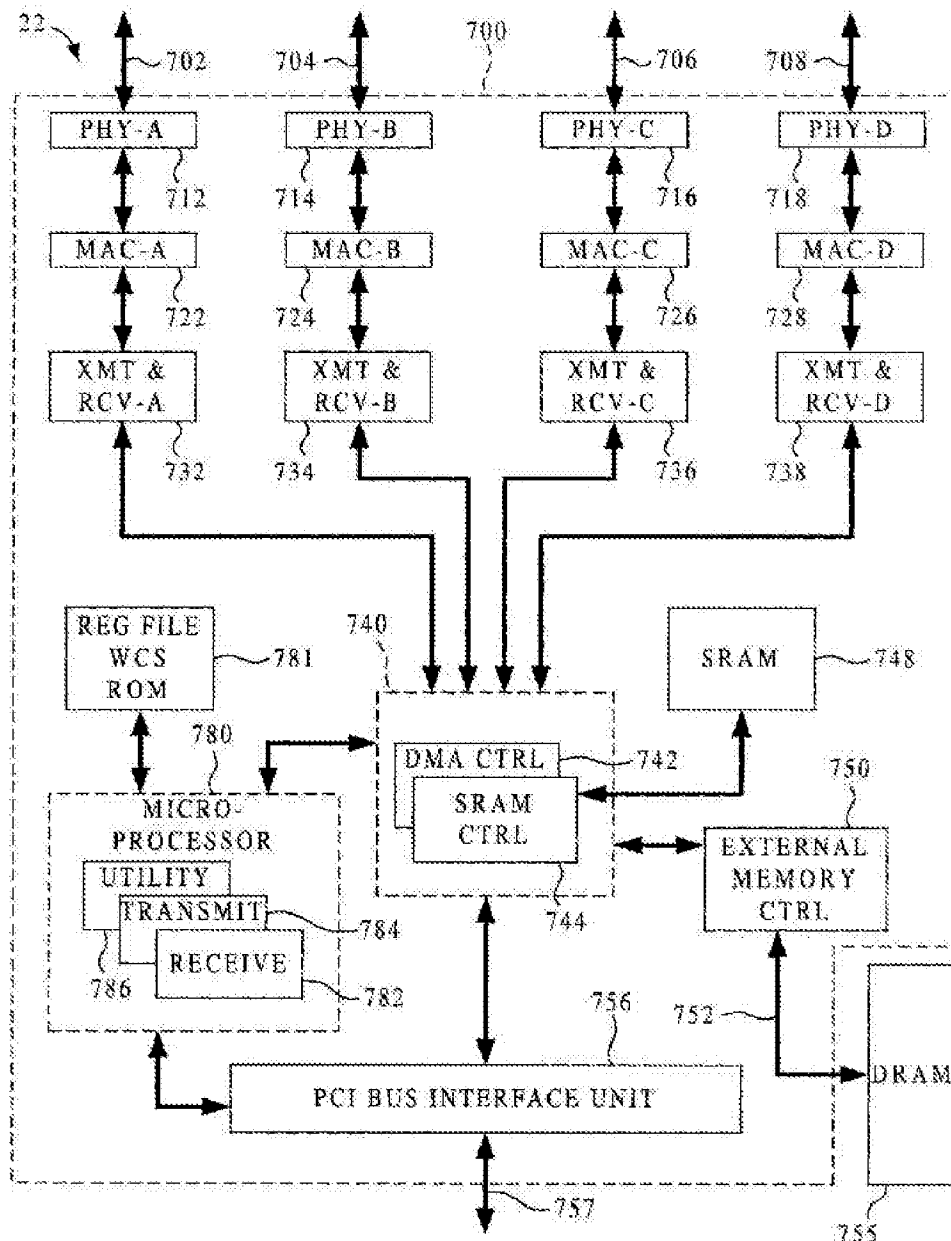 22
702
704
700
706
708
PHY-A
PHY-B
PHY-C
PHY-D
712
714
716
718
MAC-A
MAC-B
MAC-C
MAC-D
722
724
726
728
XMT &
RCV-A
XMT &
RCV-B
XMT &
RCV-C
XMT &
RCV-D
732
734
736
738
REG FILE
WCS
ROM
781
740
SRAM
748
780
DMA CTRL
742
SRAM
CTRL
744
750
EXTERNAL
MEMORY
CTRL
MICRO-
PROCESSOR
UTILITY
TRANSMIT
784
RECEIVE
786
782
756
752
PCI BUS INTERFACE UNIT
DRAM
757
755